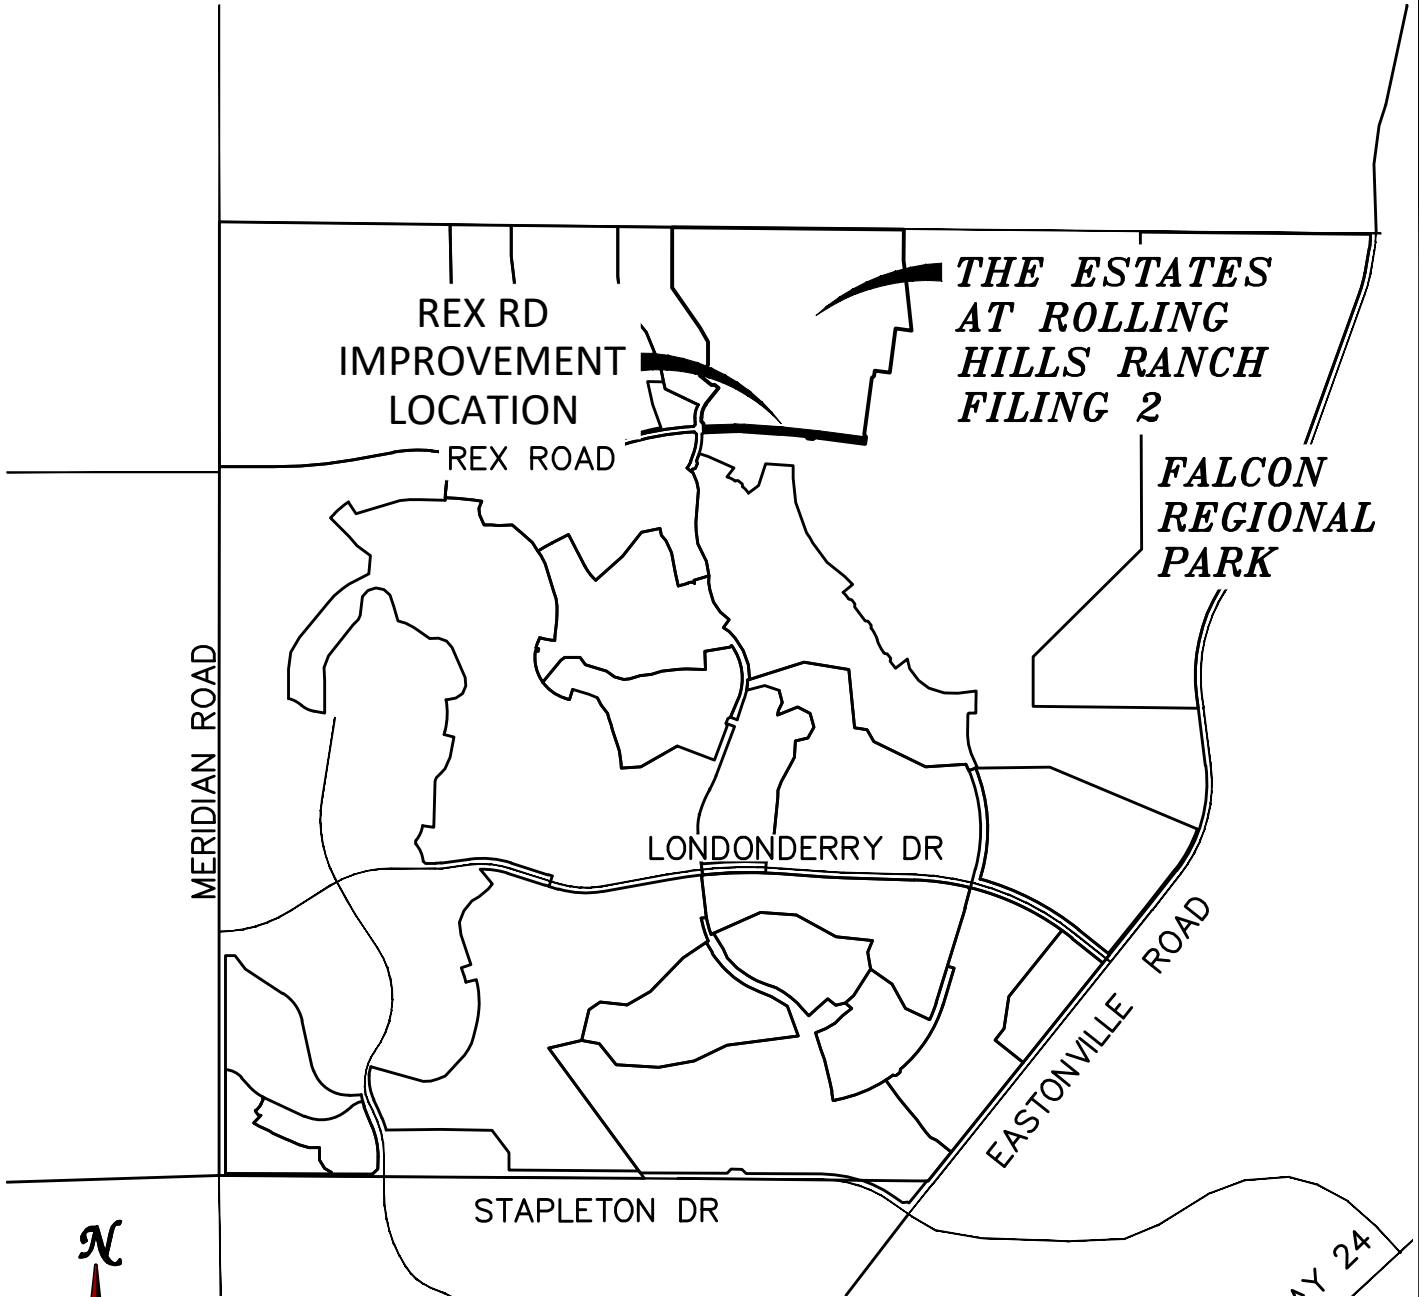 THE ESTATES
AT ROLLING
HILLS RANCH
FILING 2
REX RD
IMPROVEMENT
LOCATION
REX ROAD
FALCON
REGIONAL
PARK
MERIDIAN ROAD
LONDONDERRY DR
EASTONVILLE ROAD
STAPLETON DR
N
24